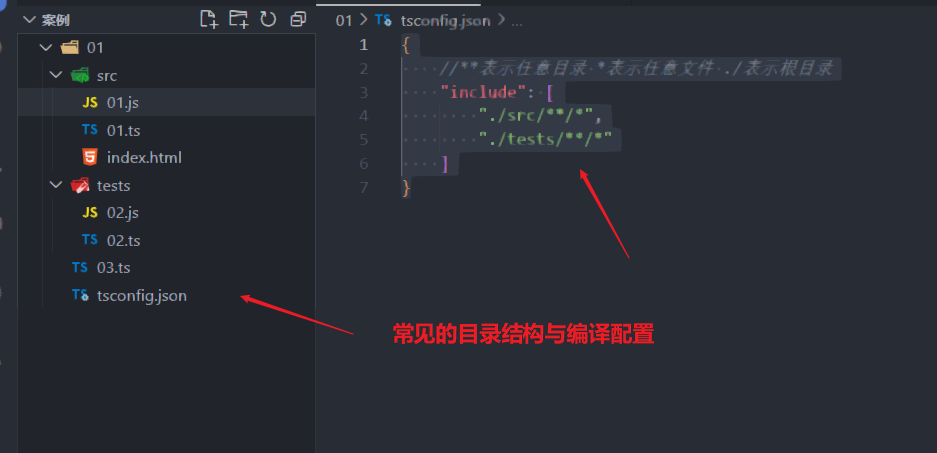 案例
01
src
JS 01.js
TS 01.ts
index.html
tests
JS 02.js
TS 02.ts
TS 03.ts
TS tsconfig.json
01 > TS tsconfig.json > ...
1 {
2 //**表示任意目录 *表示任意文件 ./表示根目录
3 "include": [
4 "./src/**/*",
5 "./tests/**/*"
6 ]
7 }
常见的目录结构与编译配置